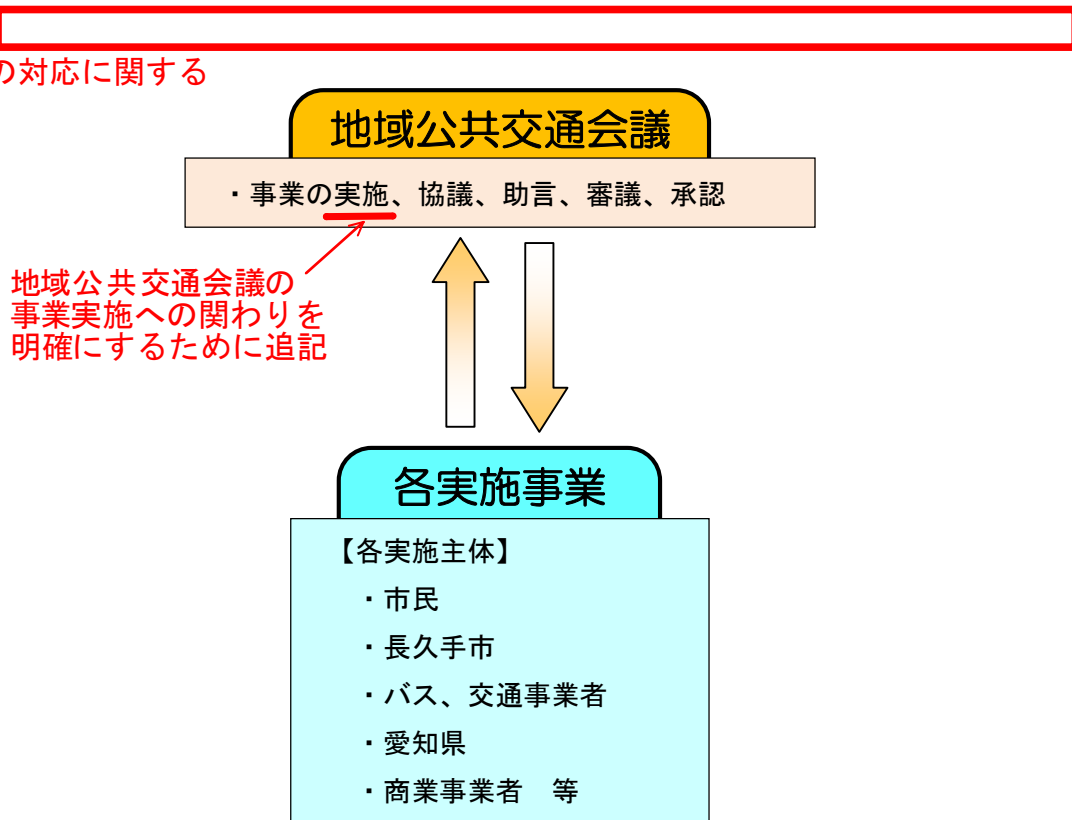 の対応に関する
地域公共交通会議
・事業の実施、協議、助言、審議、承認
地域公共交通会議の
事業実施への関わりを
明確にするために追記
各実施事業
【各実施主体】
・市民
・長久手市
・バス、交通事業者
・愛知県
・商業事業者　等